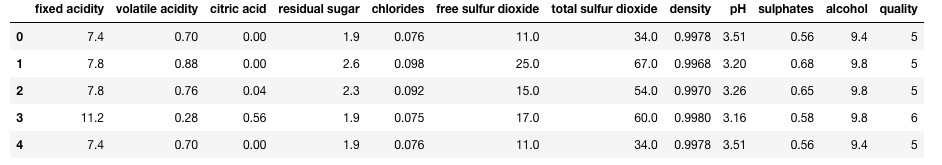 fixed acidity volatile acidity citric acid residual sugar chlorides free sulfur dioxide total sulfur dioxide density pH sulphates alcohol quality
0 7.4 0.70 0.00 1.9 0.076 11.0 34.0 0.9978 3.51 0.56 9.4 5
1 7.8 0.88 0.00 2.6 0.098 25.0 67.0 0.9968 3.20 0.68 9.8 5
2 7.8 0.76 0.04 2.3 0.092 15.0 54.0 0.9970 3.26 0.65 9.8 5
3 11.2 0.28 0.56 1.9 0.075 17.0 60.0 0.9980 3.16 0.58 9.8 6
4 7.4 0.70 0.00 1.9 0.076 11.0 34.0 0.9978 3.51 0.56 9.4 5